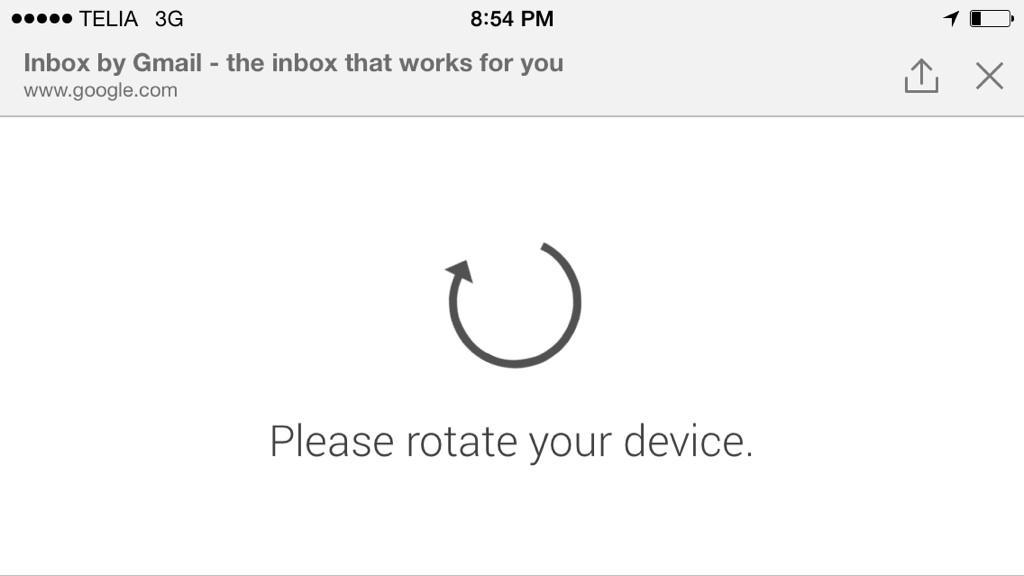 TELIA 3G 8:54 PM
Inbox by Gmail - the inbox that works for you
www.google.com
Please rotate your device.